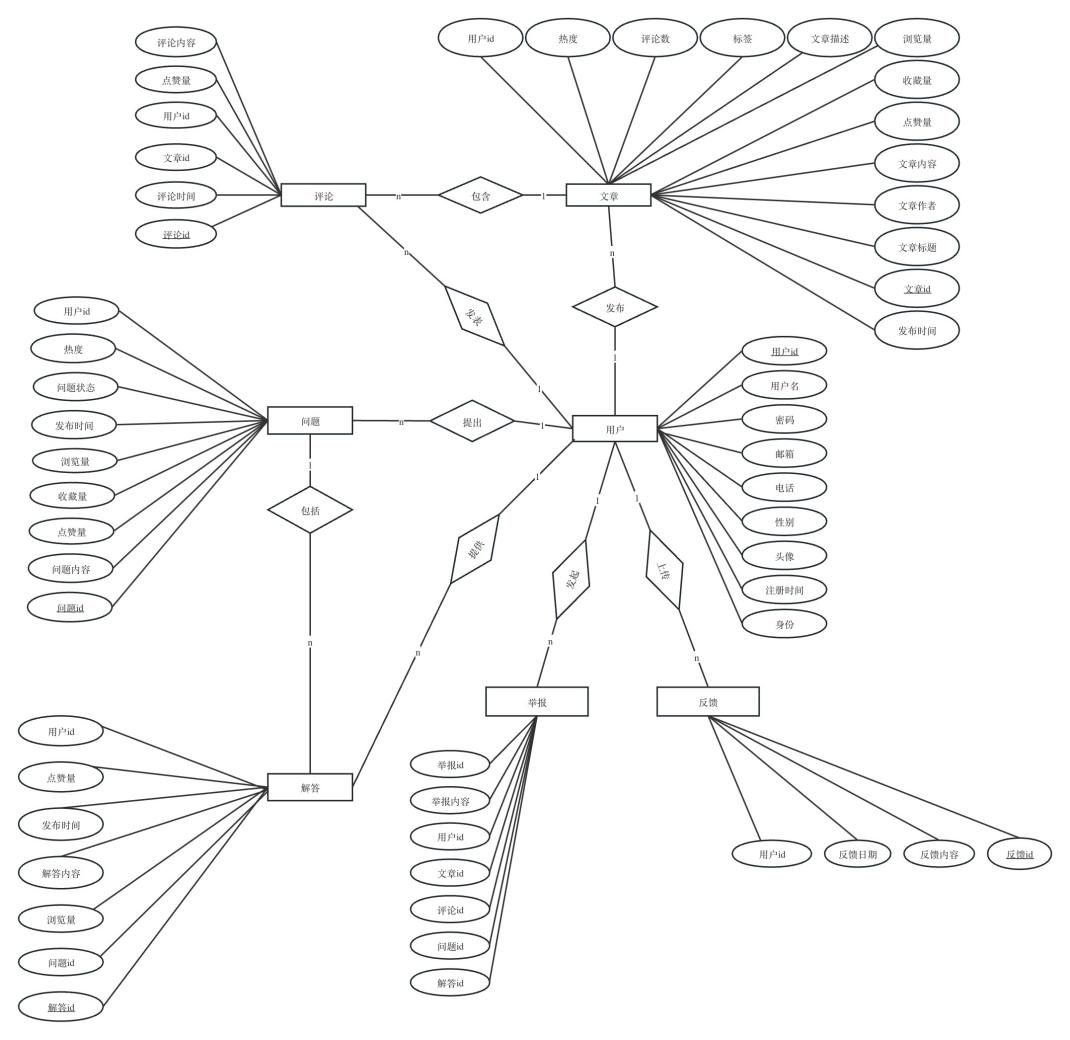 用户id
热度
评论数
标签
文章描述
浏览量
收藏量
点赞量
文章内容
文章作者
文章标题
文章id
发布时间
评论内容
点赞量
用户id
文章id
评论时间
评论id
评论
n
包含
1
文章
n
发表
1
n
发布
1
用户id
热度
问题状态
发布时间
浏览量
收藏量
点赞量
问题内容
问题id
问题
n
提出
1
用户
用户id
用户名
密码
邮箱
电话
性别
头像
注册时间
身份
1
包括
n
1
提供
n
1
发起
n
1
上传
n
用户id
点赞量
发布时间
解答内容
浏览量
问题id
解答id
解答
举报
举报id
举报内容
用户id
文章id
评论id
问题id
解答id
反馈
用户id
反馈日期
反馈内容
反馈id